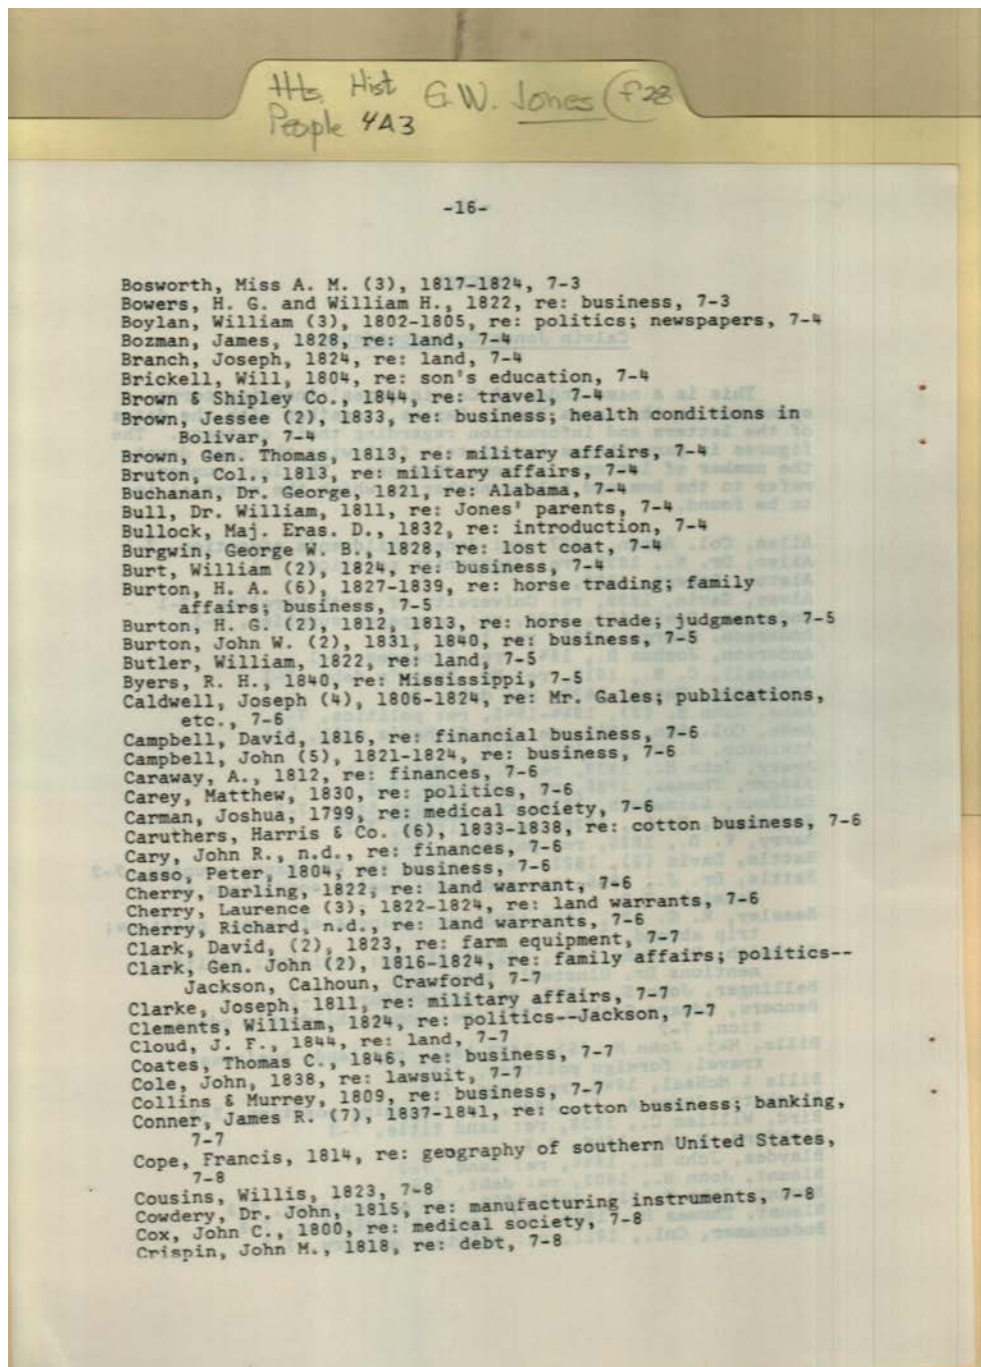 Hts. Hist G.W. Jones (f28)
People 4A3
-16-
Bosworth, Miss A. M. (3), 1817-1824, 7-3
Bowers, H. G. and William H., 1822, re: business, 7-3
Boylan, William (3), 1802-1805, re: politics; newspapers, 7-4
Bozman, James, 1828, re: land, 7-4
Branch, Joseph, 1824, re: land, 7-4
Brickell, Will, 1804, re: son's education, 7-4
Brown & Shipley Co., 1844, re: travel, 7-4
Brown, Jessee (2), 1833, re: business; health conditions in
Bolivar, 7-4
Brown, Gen. Thomas, 1813, re: military affairs, 7-4
Bruton, Col., 1813, re: military affairs, 7-4
Buchanan, Dr. George, 1821, re: Alabama, 7-4
Bull, Dr. William, 1811, re: Jones' parents, 7-4
Bullock, Maj. Eras. D., 1832, re: introduction, 7-4
Burgwin, George W. B., 1828, re: lost coat, 7-4
Burt, William (2), 1824, re: business, 7-4
Burton, H. A. (6), 1827-1839, re: horse trading; family
affairs; business, 7-5
Burton, H. G. (2), 1812, 1813, re: horse trade; judgments, 7-5
Burton, John W. (2), 1831, 1840, re: business, 7-5
Butler, William, 1822, re: land, 7-5
Byers, R. H., 1840, re: Mississippi, 7-5
Caldwell, Joseph (4), 1806-1824, re: Mr. Gales; publications,
etc., 7-6
Campbell, David, 1816, re: financial business, 7-6
Campbell, John (5), 1821-1824, re: business, 7-6
Caraway, A., 1812, re: finances, 7-6
Carey, Matthew, 1830, re: politics, 7-6
Carman, Joshua, 1799, re: medical society, 7-6
Caruthers, Harris & Co. (6), 1833-1838, re: cotton business, 7-6
Cary, John R., n.d., re: finances, 7-6
Casso, Peter, 1804, re: business, 7-6
Cherry, Darling, 1822, re: land warrant, 7-6
Cherry, Laurence (3), 1822-1824, re: land warrants, 7-6
Cherry, Richard, n.d., re: land warrants, 7-6
Clark, David, (2), 1823, re: farm equipment, 7-7
Clark, Gen. John (2), 1816-1824, re: family affairs; politics--
Jackson, Calhoun, Crawford, 7-7
Clarke, Joseph, 1811, re: military affairs, 7-7
Clements, William, 1824, re: politics--Jackson, 7-7
Cloud, J. F., 1844, re: land, 7-7
Coates, Thomas C., 1846, re: business, 7-7
Cole, John, 1838, re: lawsuit, 7-7
Collins & Murrey, 1809, re: business, 7-7
Conner, James R. (7), 1837-1841, re: cotton business; banking,
7-7
Cope, Francis, 1814, re: geography of southern United States,
7-8
Cousins, Willis, 1823, 7-8
Cowdery, Dr. John, 1815, re: manufacturing instruments, 7-8
Cox, John C., 1800, re: medical society, 7-8
Crispin, John M., 1818, re: debt, 7-8